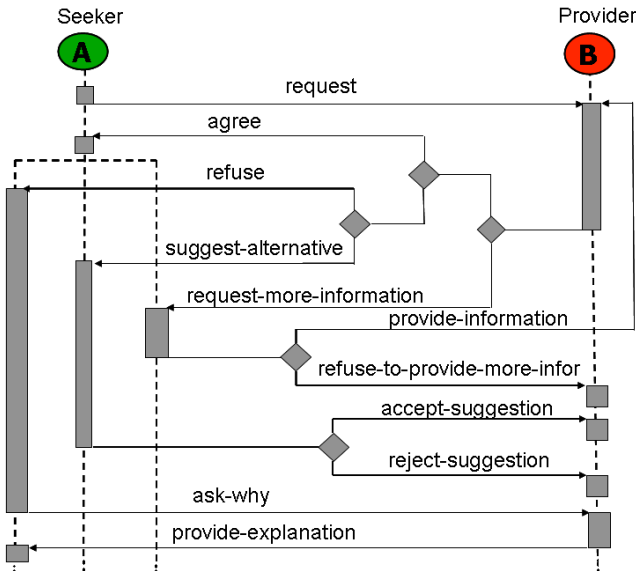 Seeker
Provider
A
B
request
agree
refuse
suggest-alternative
request-more-information
provide-information
refuse-to-provide-more-infor
accept-suggestion
reject-suggestion
ask-why
provide-explanation